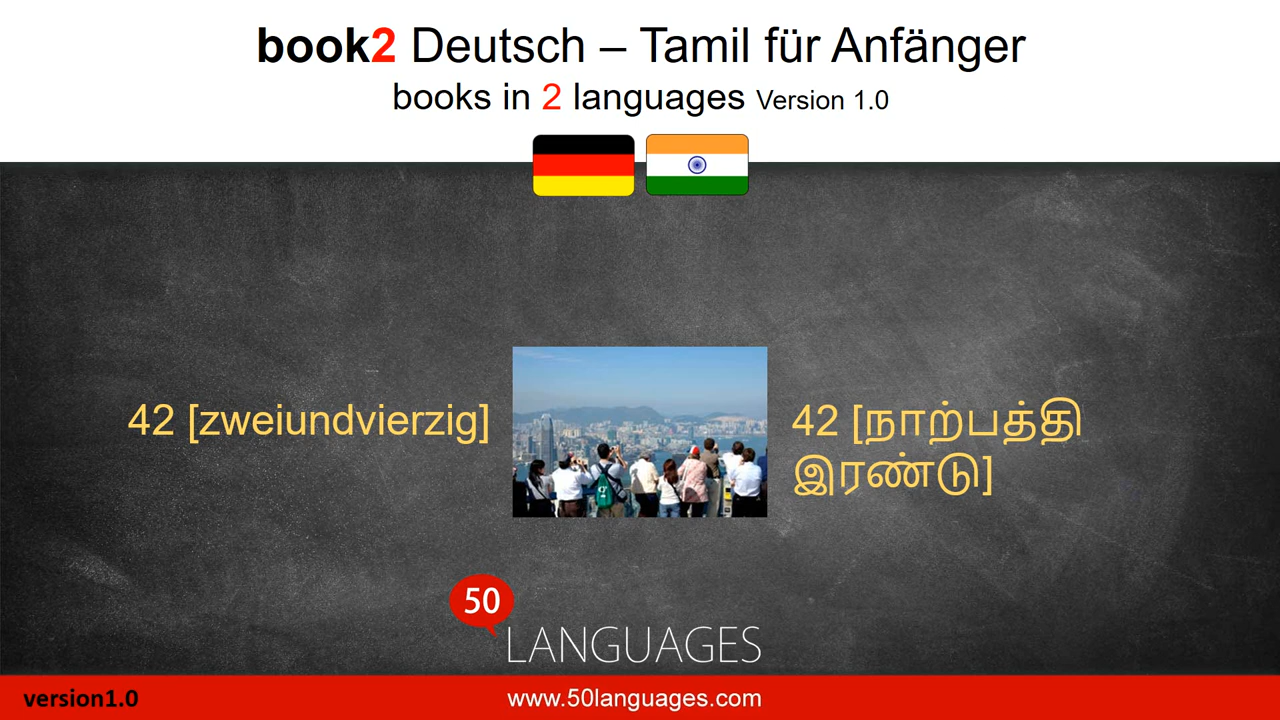 book2 Deutsch – Tamil für Anfänger
books in 2 languages Version 1.0
42 [zweiundvierzig]
42 [நாற்பத்தி
இரண்டு]
50
LANGUAGES
version1.0
www.50languages.com